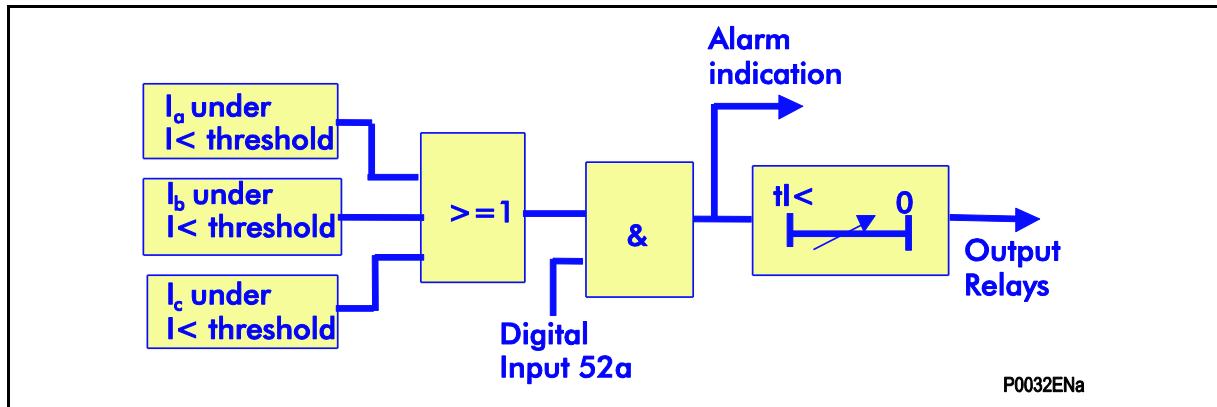 Alarm
indication
Ia under
I< threshold
Ib under
I< threshold
Ic under
I< threshold
>=1
&
tI<
0
Digital
Input 52a
Output
Relays
P0032ENa